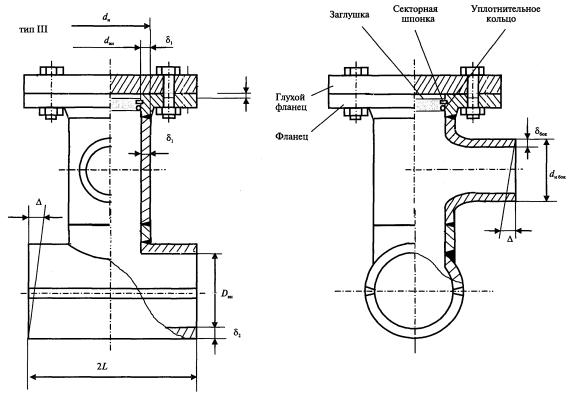 тип III
dн
dвн
δ1
Заглушка
Секторная
шпонка
Уплотнительное
кольцо
Глухой
фланец
Фланец
δ1
δбок
dн бок
Δ
Δ
Dвн
δ2
2L